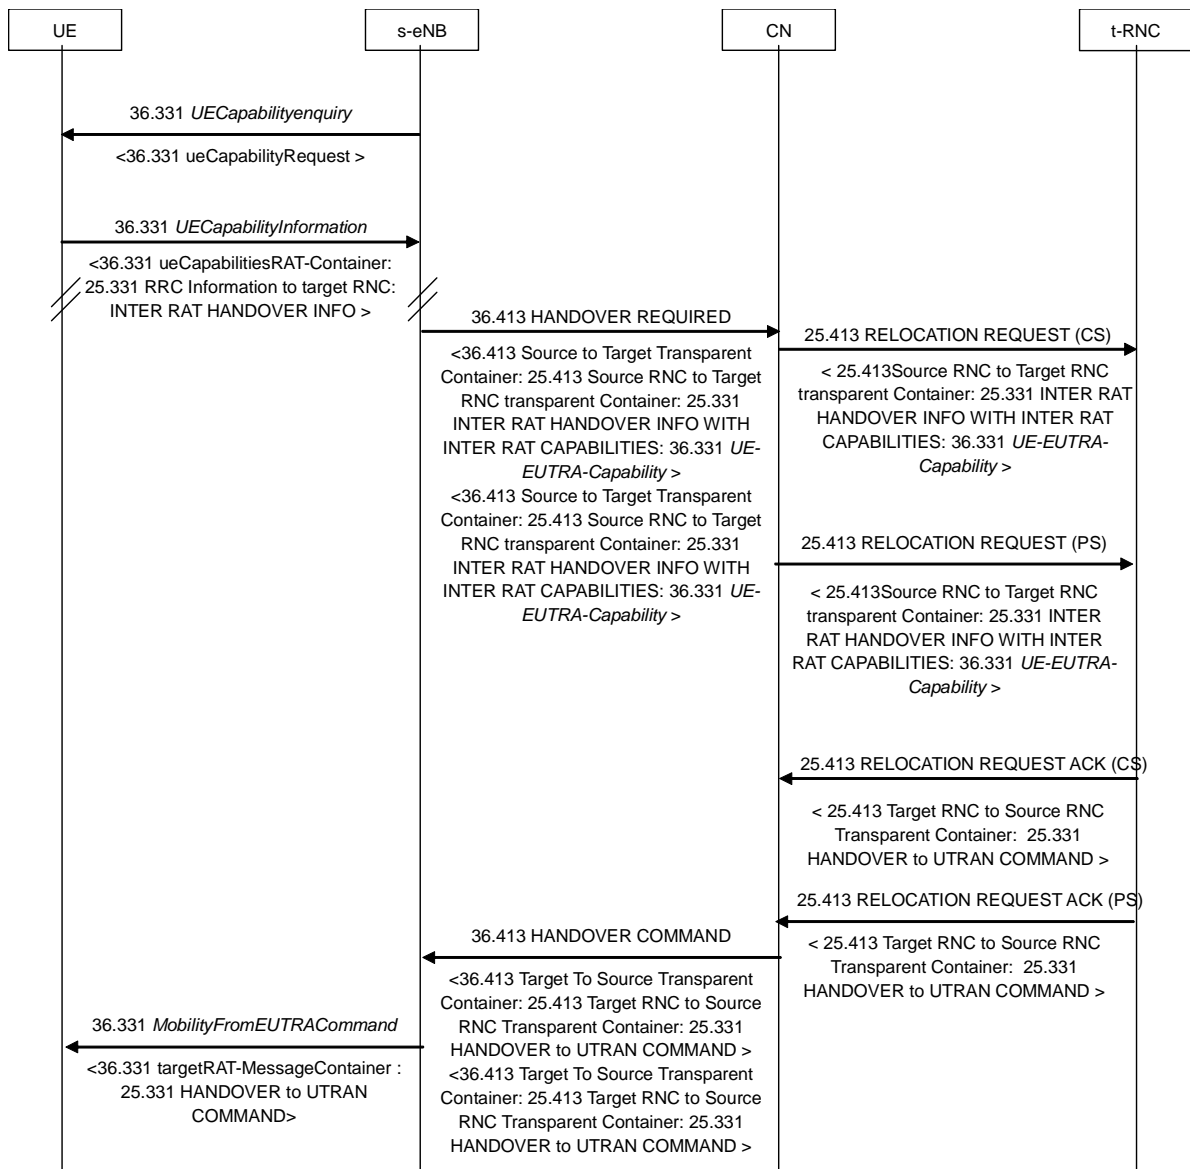 UE
s-eNB
CN
t-RNC
36.331 UECapabilityenquiry
<36.331 ueCapabilityRequest >
36.331 UECapabilityInformation
<36.331 ueCapabilitiesRAT-Container:
25.331 RRC Information to target RNC:
INTER RAT HANDOVER INFO >
36.413 HANDOVER REQUIRED
<36.413 Source to Target Transparent
Container: 25.413 Source RNC to Target
RNC transparent Container: 25.331
INTER RAT HANDOVER INFO WITH
INTER RAT CAPABILITIES: 36.331 UE-
EUTRA-Capability >
<36.413 Source to Target Transparent
Container: 25.413 Source RNC to Target
RNC transparent Container: 25.331
INTER RAT HANDOVER INFO WITH
INTER RAT CAPABILITIES: 36.331 UE-
EUTRA-Capability >
25.413 RELOCATION REQUEST (CS)
< 25.413Source RNC to Target RNC
transparent Container: 25.331 INTER RAT
HANDOVER INFO WITH INTER RAT
CAPABILITIES: 36.331 UE-EUTRA-
Capability >
25.413 RELOCATION REQUEST (PS)
< 25.413Source RNC to Target RNC
transparent Container: 25.331 INTER
RAT HANDOVER INFO WITH INTER
RAT CAPABILITIES: 36.331 UE-EUTRA-
Capability >
25.413 RELOCATION REQUEST ACK (CS)
< 25.413 Target RNC to Source RNC
Transparent Container: 25.331
HANDOVER to UTRAN COMMAND >
25.413 RELOCATION REQUEST ACK (PS)
< 25.413 Target RNC to Source RNC
Transparent Container: 25.331
HANDOVER to UTRAN COMMAND >
36.413 HANDOVER COMMAND
<36.413 Target To Source Transparent
Container: 25.413 Target RNC to Source
RNC Transparent Container: 25.331
HANDOVER to UTRAN COMMAND >
<36.413 Target To Source Transparent
Container: 25.413 Target RNC to Source
RNC Transparent Container: 25.331
HANDOVER to UTRAN COMMAND >
36.331 MobilityFromEUTRACommand
<36.331 targetRAT-MessageContainer :
25.331 HANDOVER to UTRAN
COMMAND>